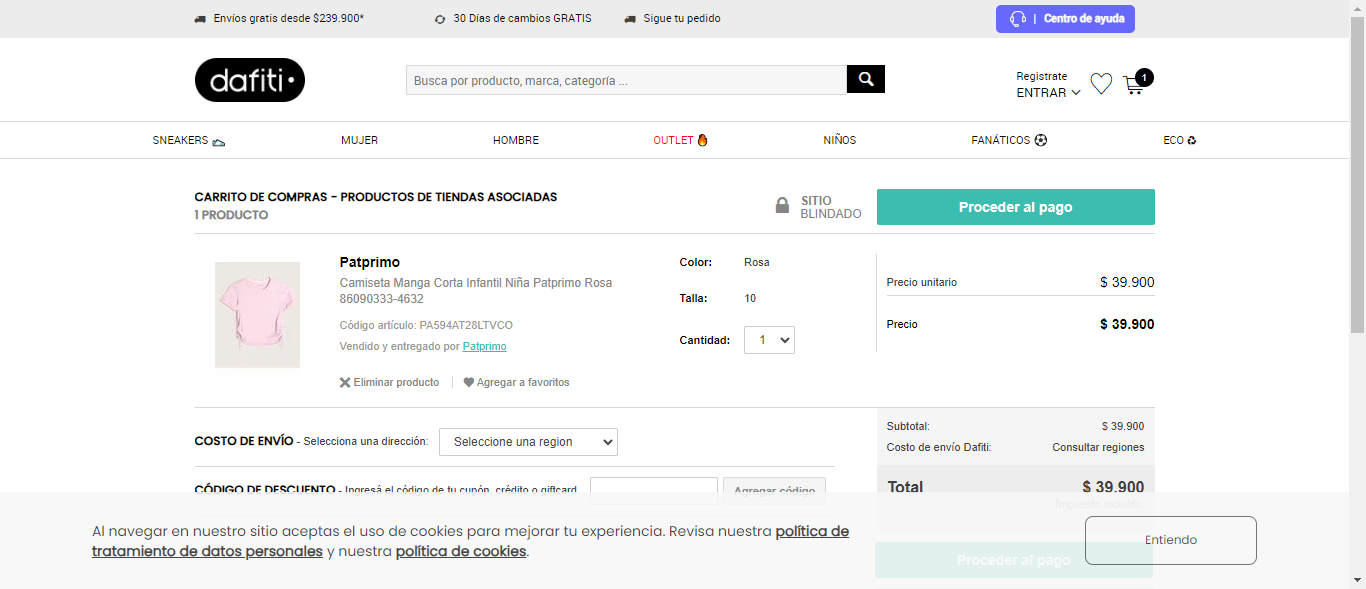 Envíos gratis desde $239.900*
30 Días de cambios GRATIS
Sigue tu pedido
| Centro de ayuda
dafiti
Busca por producto, marca, categoría ...
Registrate
ENTRAR
1
SNEAKERS
MUJER
HOMBRE
OUTLET
NIÑOS
FANÁTICOS
ECO
CARRITO DE COMPRAS - PRODUCTOS DE TIENDAS ASOCIADAS
1 PRODUCTO
SITIO
BLINDADO
Proceder al pago
Patprimo
Camiseta Manga Corta Infantil Niña Patprimo Rosa
86090333-4632
Código artículo: PA594AT28LTVCO
Vendido y entregado por Patprimo
Eliminar producto
Agregar a favoritos
Color: Rosa
Talla: 10
Cantidad: 1
Precio unitario $ 39.900
Precio $ 39.900
COSTO DE ENVÍO - Selecciona una dirección: Seleccione una region
CÓDIGO DE DESCUENTO - Ingresá el código de tu cupón, crédito o giftcard Agregar código
Subtotal: $ 39.900
Costo de envío Dafiti: Consultar regiones
Total $ 39.900
Impuesto incluido.
Proceder al pago
Al navegar en nuestro sitio aceptas el uso de cookies para mejorar tu experiencia. Revisa nuestra política de
tratamiento de datos personales y nuestra política de cookies.
Entiendo